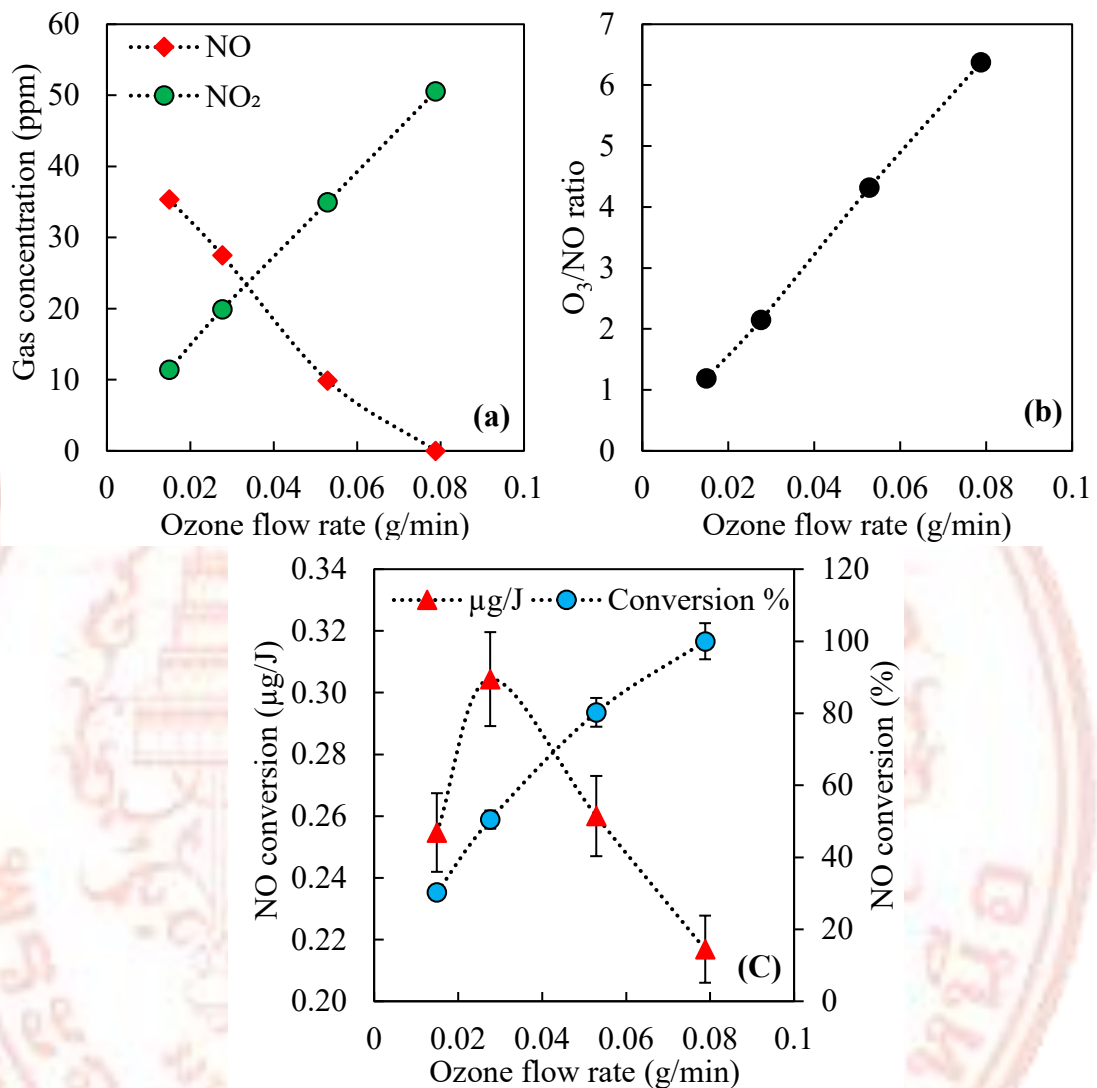 60
50
40
30
20
10
0
Gas concentration (ppm)
NO
NO₂
(a)
0 0.02 0.04 0.06 0.08 0.1
Ozone flow rate (g/min)
7
6
5
4
3
2
1
0
O₃/NO ratio
(b)
0 0.02 0.04 0.06 0.08 0.1
Ozone flow rate (g/min)
0.34
0.32
0.30
0.28
0.26
0.24
0.22
0.20
NO conversion (µg/J)
µg/J Conversion %
120
100
80
60
40
20
0
NO conversion (%)
(C)
0 0.02 0.04 0.06 0.08 0.1
Ozone flow rate (g/min)